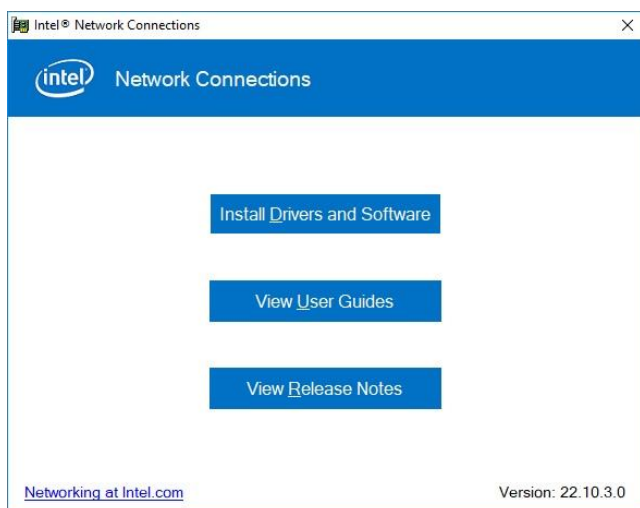 Intel® Network Connections
intel Network Connections
Install Drivers and Software
View User Guides
View Release Notes
Networking at Intel.com Version: 22.10.3.0